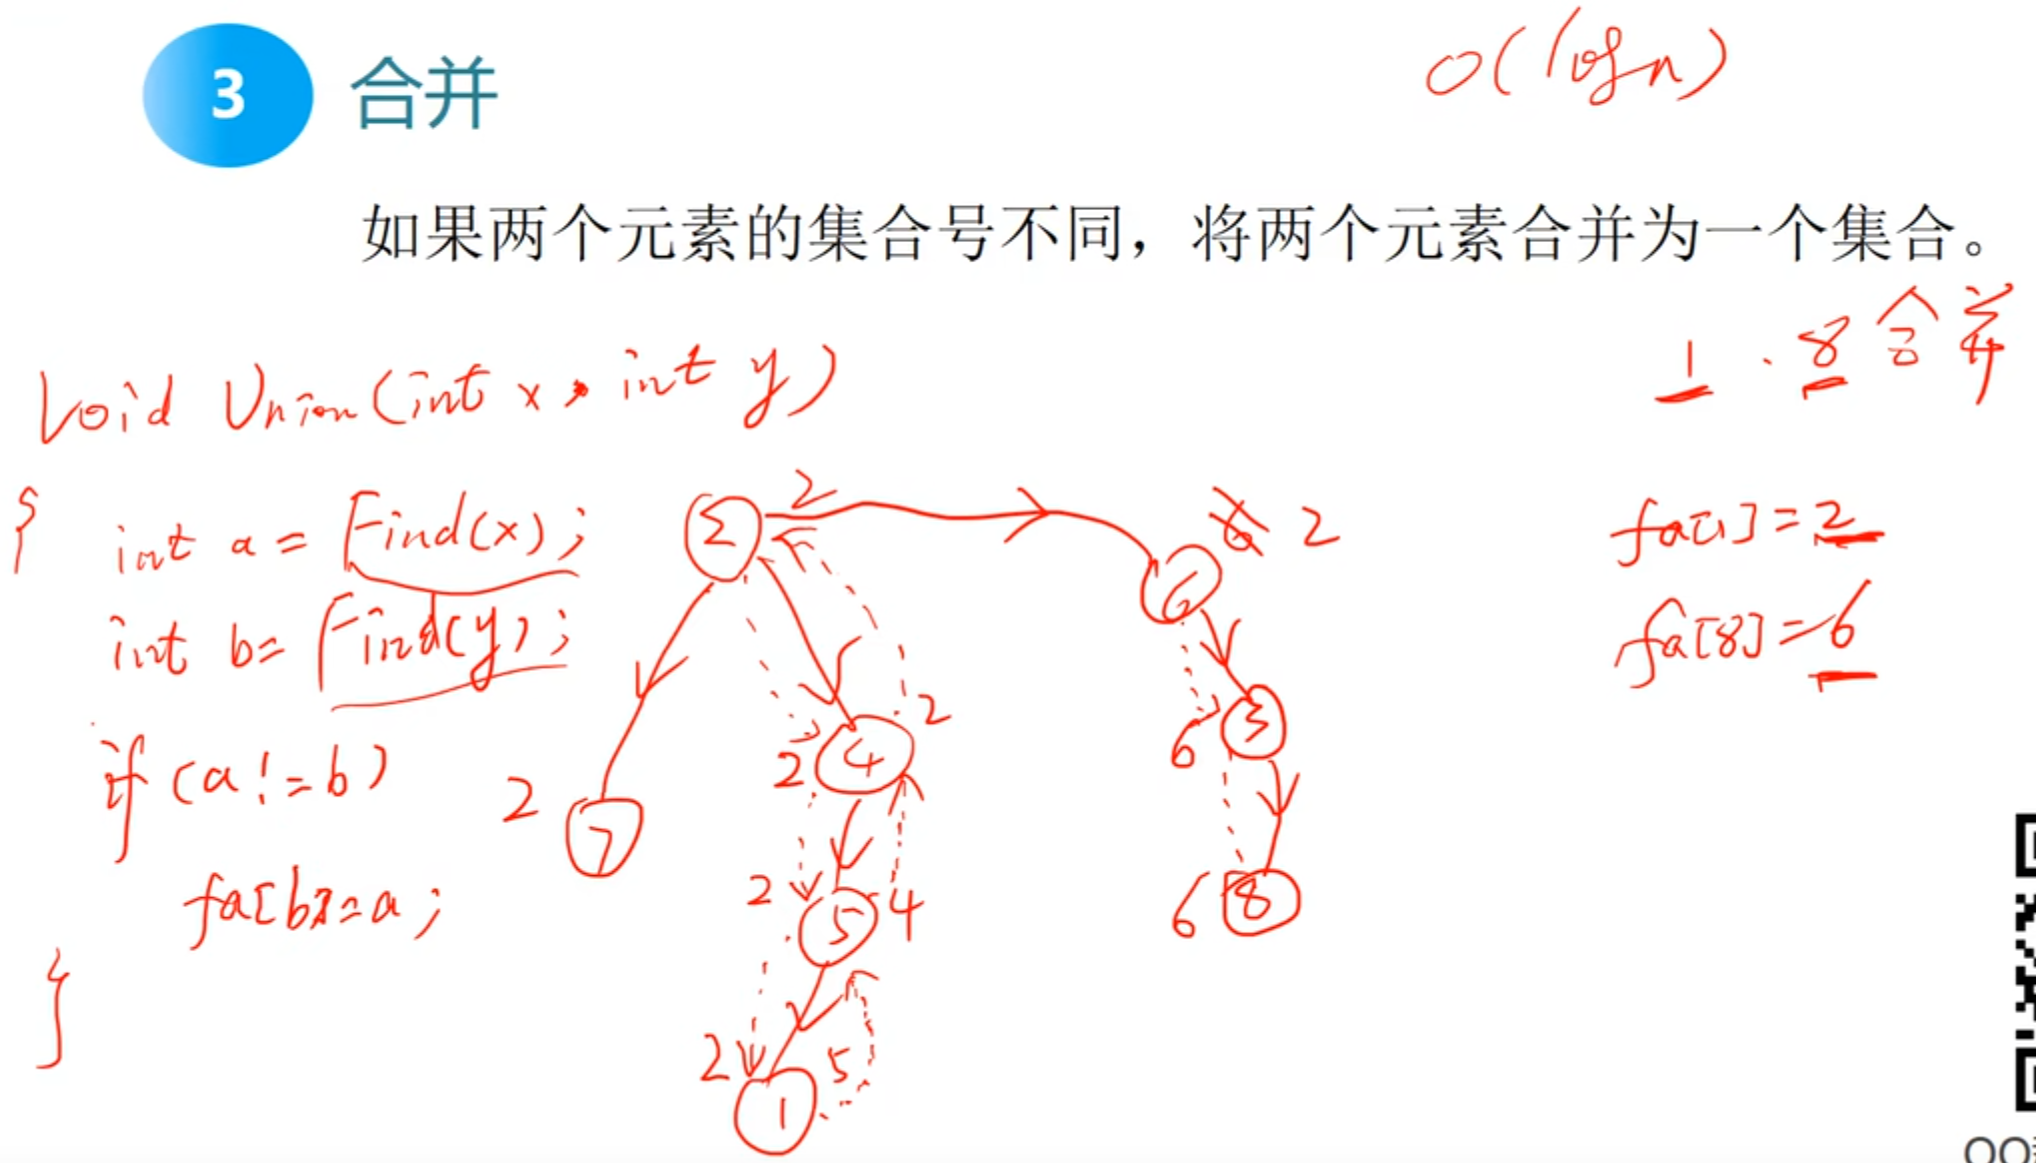 3 合并
O(logn)
如果两个元素的集合号不同，将两个元素合并为一个集合。
1.8合并
void Union(int x, int y)
{
int a = Find(x);
int b= Find(y);
if (a!=b)
fa[b]=a;
}
fa[1]=2
fa[8]=6
2 2 6 2
6
2 4 2
6 3
2 7
2 5 4
6 8
2 1 5
QQ